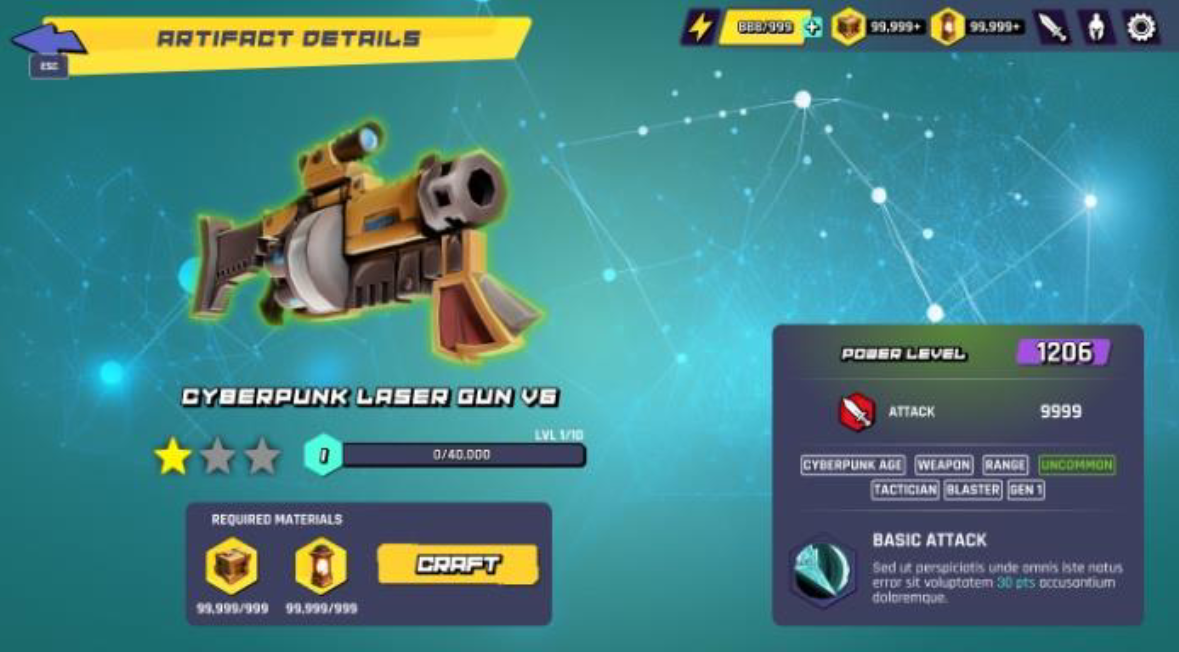 ARTIFACT DETAILS
888/999
99,999+
99,999+
ESC
CYBERPUNK LASER GUN V6
LVL 1/10
1
0/40.000
REQUIRED MATERIALS
CRAFT
99,999/999
99,999/999
POWER LEVEL
1206
ATTACK
9999
CYBERPUNK AGE WEAPON RANGE UNCOMMON
TACTICIAN BLASTER GEN 1
BASIC ATTACK
Sed ut perspiciatis unde omnis iste natus
error sit voluptatem 30 pts accusantium
doloremque.